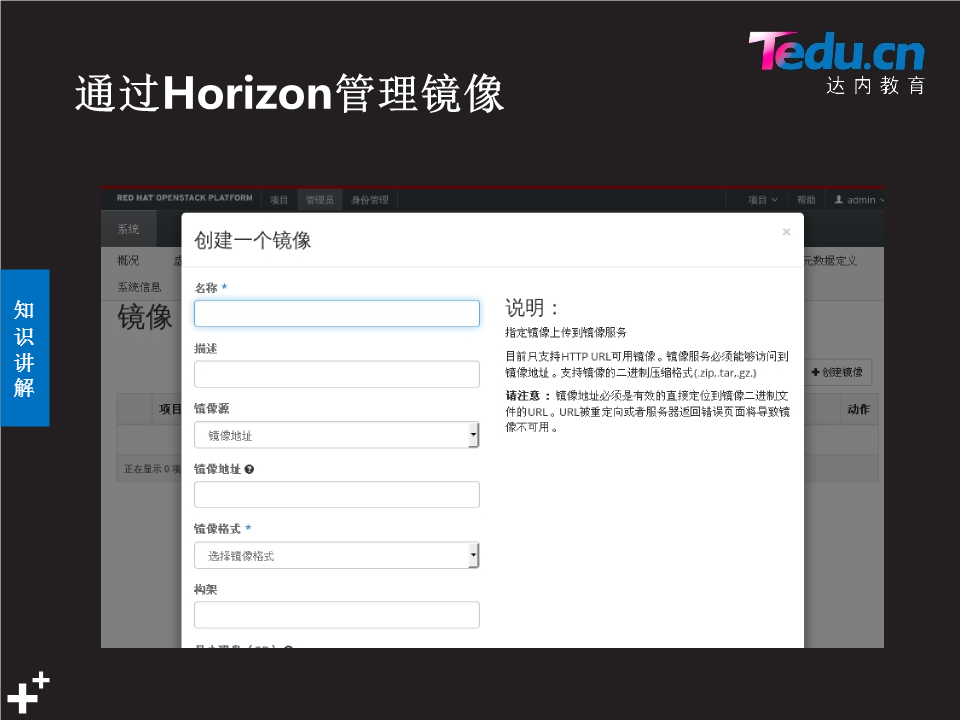 Tedu.cn
达内教育
通过Horizon管理镜像
知
识
讲
解
RED HAT OPENSTACK PLATFORM 项目 管理员 身份管理 项目 帮助 admin
系统
概况 元数据定义
系统信息
镜像
创建镜像
项目 动作
正在显示 0 项
创建一个镜像 ×
名称 *
描述
镜像源
镜像地址
镜像地址
镜像格式 *
选择镜像格式
构架
说明：
指定镜像上传到镜像服务
目前只支持HTTP URL可用镜像。镜像服务必须能够访问到
镜像地址。支持镜像的二进制压缩格式(.zip,.tar,.gz.)
请注意 ：镜像地址必须是有效的直接定位到镜像二进制文
件的URL。URL被重定向或者服务器返回错误页面将导致镜
像不可用。